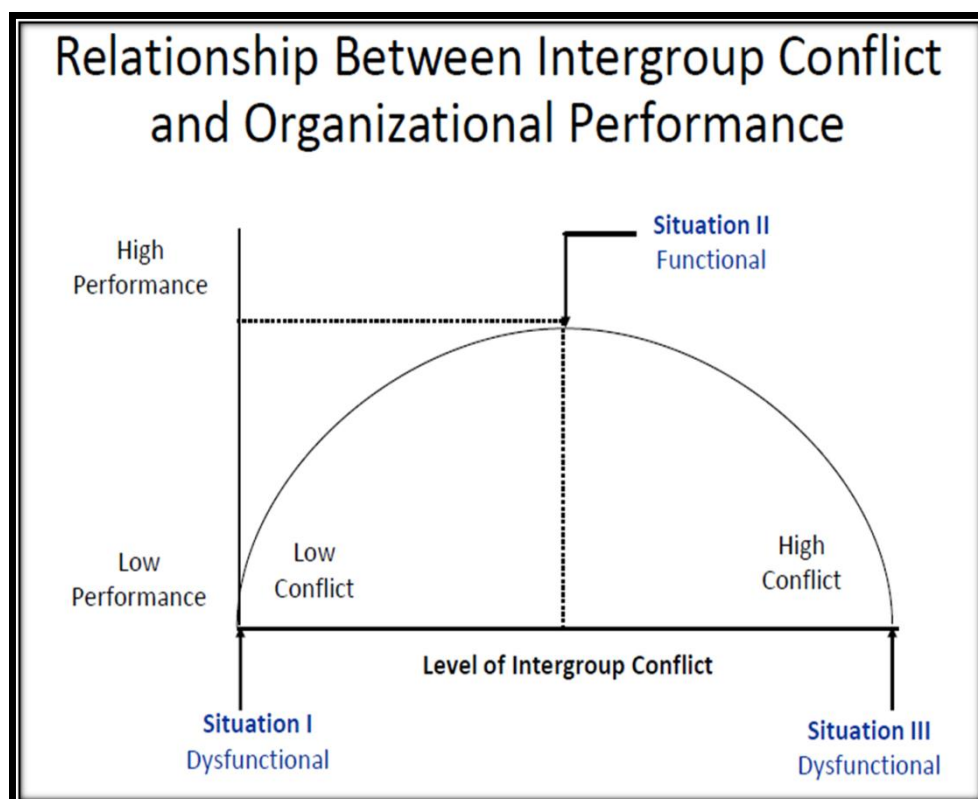 Relationship Between Intergroup Conflict
and Organizational Performance
Situation II
Functional
High
Performance
Low
Performance
Low
Conflict
High
Conflict
Level of Intergroup Conflict
Situation I
Dysfunctional
Situation III
Dysfunctional